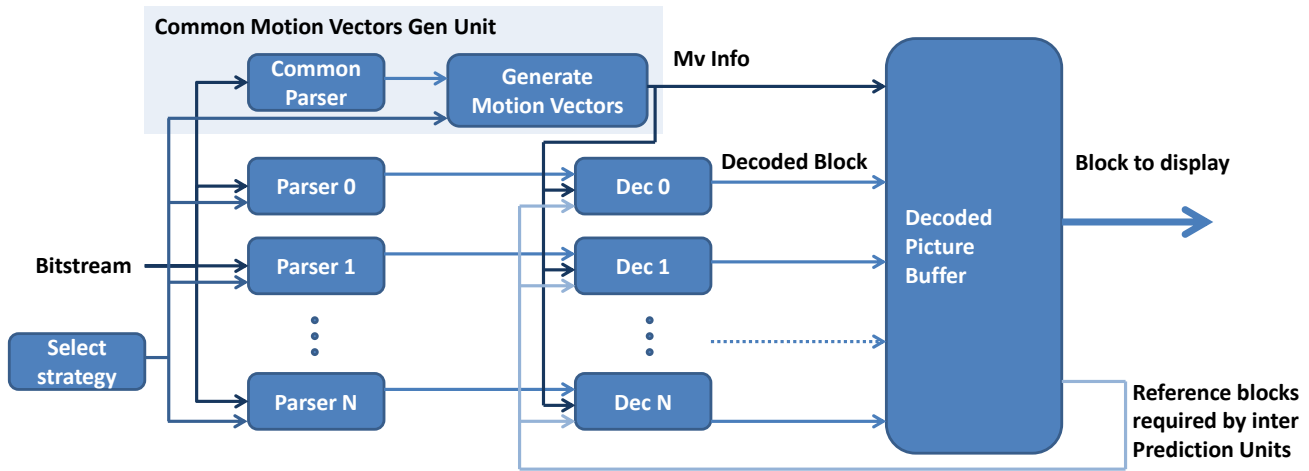 Common Motion Vectors Gen Unit
Common
Parser
Generate
Motion Vectors
Mv Info
Parser 0
Dec 0
Decoded Block
Block to display
Decoded
Picture
Buffer
Bitstream
Parser 1
Dec 1
Select
strategy
Parser N
Dec N
Reference blocks
required by inter
Prediction Units